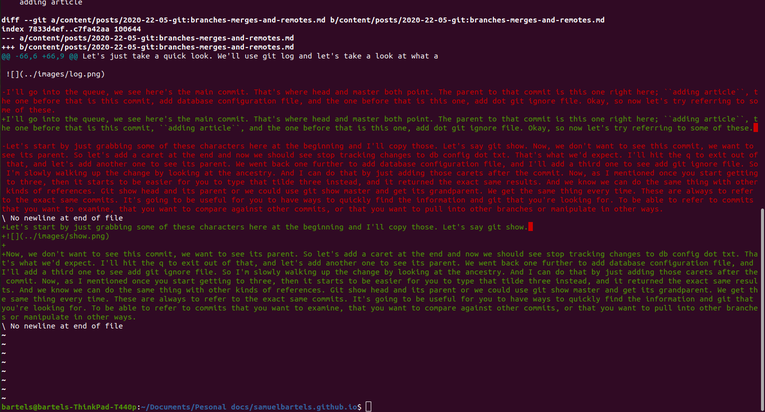 adding article
diff --git a/content/posts/2020-22-05-git:branches-merges-and-remotes.md b/content/posts/2020-22-05-git:branches-merges-and-remotes.md
index 7833d4ef..c7fa42aa 100644
--- a/content/posts/2020-22-05-git:branches-merges-and-remotes.md
+++ b/content/posts/2020-22-05-git:branches-merges-and-remotes.md
@@ -66,6 +66,9 @@ Let's just take a quick look. We'll use git log and let's take a look at what a
 ![](../images/log.png)
-I'll go into the queue, we see here's the main commit. That's where head and master both point. The parent to that commit is this one right here; ``adding article``, t
he one before that is this commit, add database configuration file, and the one before that is this one, add dot git ignore file. Okay, so now let's try referring to so
me of these.
+I'll go into the queue, we see here's the main commit. That's where head and master both point. The parent to that commit is this one right here; ``adding article``, t
he one before that is this commit, ``adding article``, and the one before that is this one, add dot git ignore file. Okay, so now let's try referring to some of these.
-Let's start by just grabbing some of these characters here at the beginning and I'll copy those. Let's say git show. Now, we don't want to see this commit, we want to
see its parent. So let's add a caret at the end and now we should see stop tracking changes to db config dot txt. That's what we'd expect. I'll hit the q to exit out of
that, and let's add another one to see its parent. We went back one further to add database configuration file, and I'll add a third one to see add git ignore file. So
I'm slowly walking up the change by looking at the ancestry. And I can do that by just adding those carets after the commit. Now, as I mentioned once you start getting
to three, then it starts to be easier for you to type that tilde three instead, and it returned the exact same results. And we know we can do the same thing with other
kinds of references. Git show head and its parent or we could use git show master and get its grandparent. We get the same thing every time. These are always to refer
to the exact same commits. It's going to be useful for you to have ways to quickly find the information and git that you're looking for. To be able to refer to commits
that you want to examine, that you want to compare against other commits, or that you want to pull into other branches or manipulate in other ways.
\ No newline at end of file
+Let's start by just grabbing some of these characters here at the beginning and I'll copy those. Let's say git show.
+![](../images/show.png)
+
+Now, we don't want to see this commit, we want to see its parent. So let's add a caret at the end and now we should see stop tracking changes to db config dot txt. Tha
t's what we'd expect. I'll hit the q to exit out of that, and let's add another one to see its parent. We went back one further to add database configuration file, and
I'll add a third one to see add git ignore file. So I'm slowly walking up the change by looking at the ancestry. And I can do that by just adding those carets after the
commit. Now, as I mentioned once you start getting to three, then it starts to be easier for you to type that tilde three instead, and it returned the exact same resul
ts. And we know we can do the same thing with other kinds of references. Git show head and its parent or we could use git show master and get its grandparent. We get th
e same thing every time. These are always to refer to the exact same commits. It's going to be useful for you to have ways to quickly find the information and git that
you're looking for. To be able to refer to commits that you want to examine, that you want to compare against other commits, or that you want to pull into other branche
s or manipulate in other ways.
\ No newline at end of file
~
~
~
~
~
~
~
~
bartels@bartels-ThinkPad-T440p:~/Documents/Pesonal docs/samuelbartels.github.io$